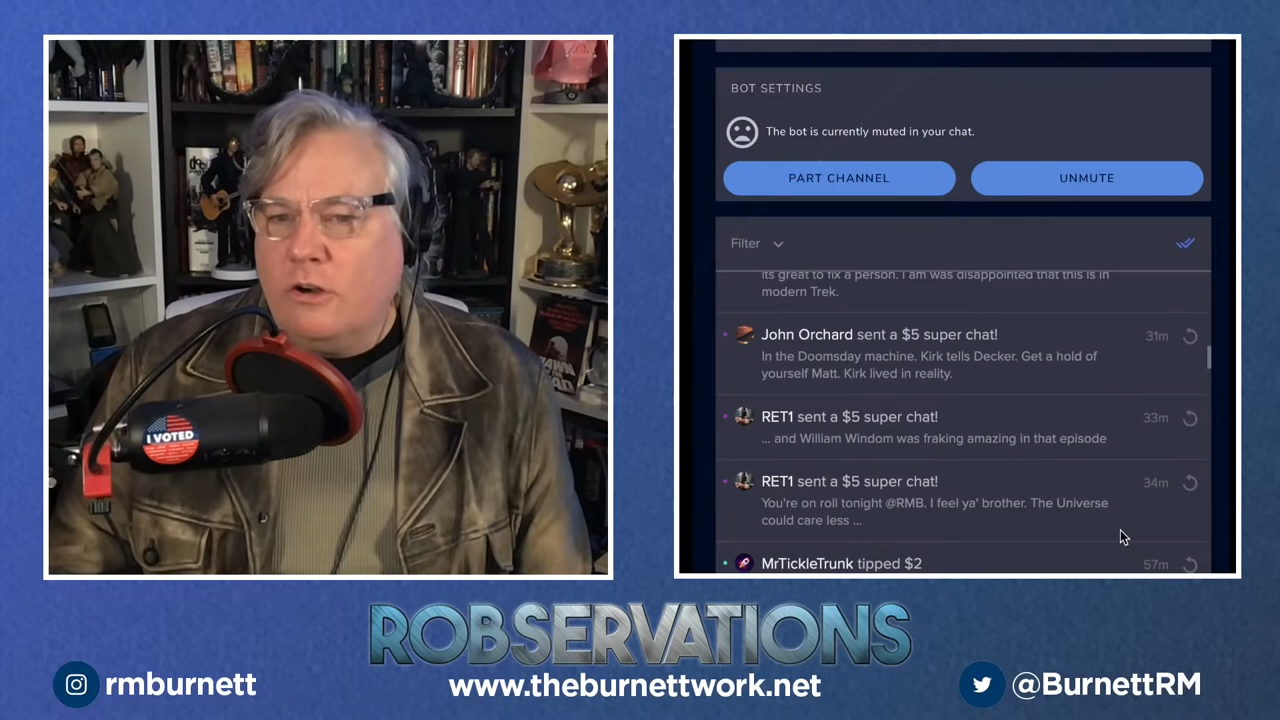 I VOTED
DAWN
BOT SETTINGS
The bot is currently muted in your chat.
PART CHANNEL
UNMUTE
Filter
its great to fix a person. I am was disappointed that this is in
modern Trek.
John Orchard sent a $5 super chat!
31m
In the Doomsday machine. Kirk tells Decker. Get a hold of
yourself Matt. Kirk lived in reality.
RET1 sent a $5 super chat!
33m
... and William Windom was fraking amazing in that episode
RET1 sent a $5 super chat!
34m
You're on roll tonight @RMB. I feel ya' brother. The Universe
could care less ...
MrTickleTrunk tipped $2
57m
ROBSERVATIONS
rmburnett
www.theburnettwork.net
@BurnettRM